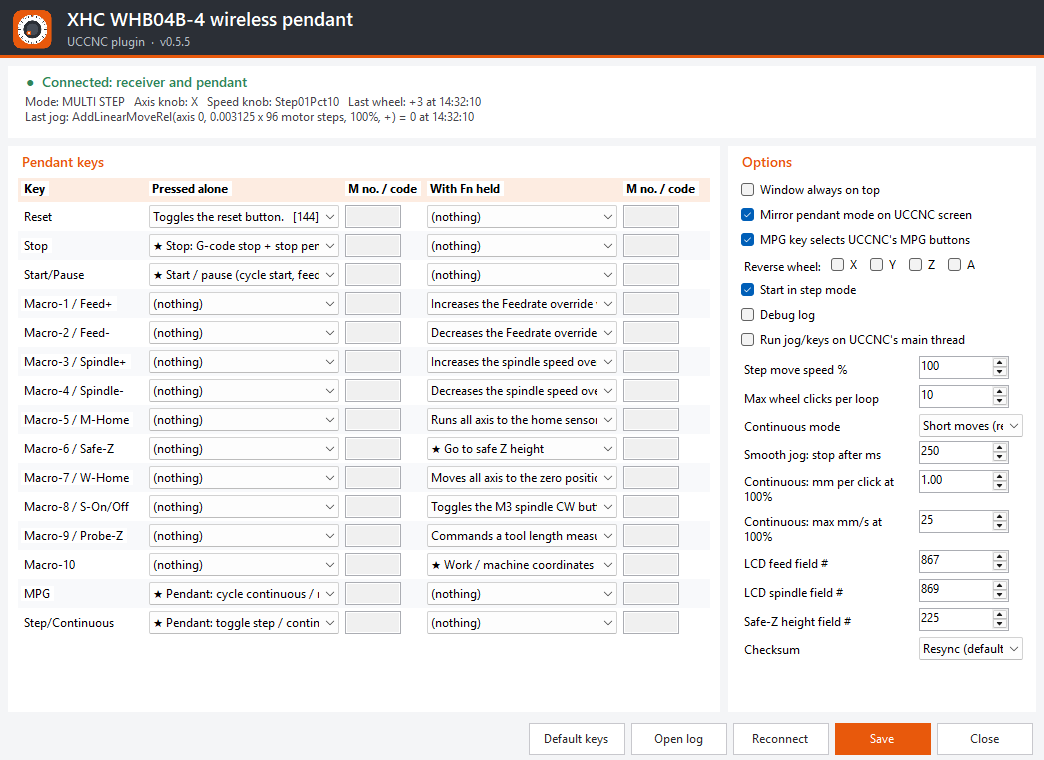 XHC WHB04B-4 wireless pendant
UCCNC plugin · v0.5.5
● Connected: receiver and pendant
Mode: MULTI STEP Axis knob: X Speed knob: Step01Pct10 Last wheel: +3 at 14:32:10
Last jog: AddLinearMoveRel(axis 0, 0.003125 x 96 motor steps, 100%, +) = 0 at 14:32:10
Pendant keys
Key Pressed alone M no. / code With Fn held M no. / code
Reset Toggles the reset button. [144] (nothing)
Stop ★ Stop: G-code stop + stop per (nothing)
Start/Pause ★ Start / pause (cycle start, feed (nothing)
Macro-1 / Feed+ (nothing) Increases the Feedrate override
Macro-2 / Feed- (nothing) Decreases the Feedrate override
Macro-3 / Spindle+ (nothing) Increases the spindle speed ove
Macro-4 / Spindle- (nothing) Decreases the spindle speed ove
Macro-5 / M-Home (nothing) Runs all axis to the home sensor
Macro-6 / Safe-Z (nothing) ★ Go to safe Z height
Macro-7 / W-Home (nothing) Moves all axis to the zero positic
Macro-8 / S-On/Off (nothing) Toggles the M3 spindle CW but
Macro-9 / Probe-Z (nothing) Commands a tool length measu
Macro-10 (nothing) ★ Work / machine coordinates
MPG ★ Pendant: cycle continuous / (nothing)
Step/Continuous ★ Pendant: toggle step / contin (nothing)
Options
Window always on top
Mirror pendant mode on UCCNC screen
MPG key selects UCCNC's MPG buttons
Reverse wheel: X Y Z A
Start in step mode
Debug log
Run jog/keys on UCCNC's main thread
Step move speed % 100
Max wheel clicks per loop 10
Continuous mode Short moves (re
Smooth jog: stop after ms 250
Continuous: mm per click at 1.00
100%
Continuous: max mm/s at 25
100%
LCD feed field # 867
LCD spindle field # 869
Safe-Z height field # 225
Checksum Resync (default
Default keys Open log Reconnect Save Close